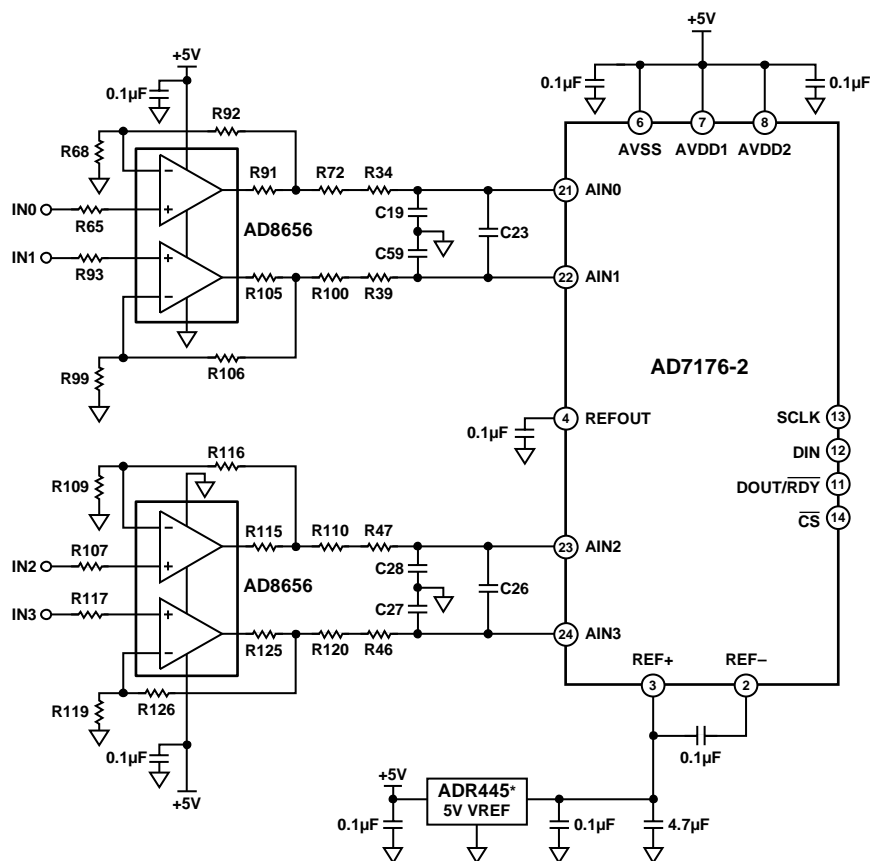 +5V
+5V
0.1µF
0.1µF
0.1µF
6
7
8
AVSS
AVDD1
AVDD2
R92
R68
R91
R72
R34
21
AIN0
IN0
R65
AD8656
C19
C23
IN1
R93
C59
22
AIN1
R105
R100
R39
R99
R106
AD7176-2
0.1µF
4
REFOUT
SCLK
13
DIN
12
DOUT/RDY
11
CS
14
R116
R109
R115
R110
R47
23
AIN2
IN2
R107
AD8656
C28
C26
IN3
R117
C27
24
AIN3
R125
R120
R46
REF+
REF–
3
2
R119
R126
0.1µF
0.1µF
+5V
+5V
ADR445*
5V VREF
0.1µF
0.1µF
4.7µF